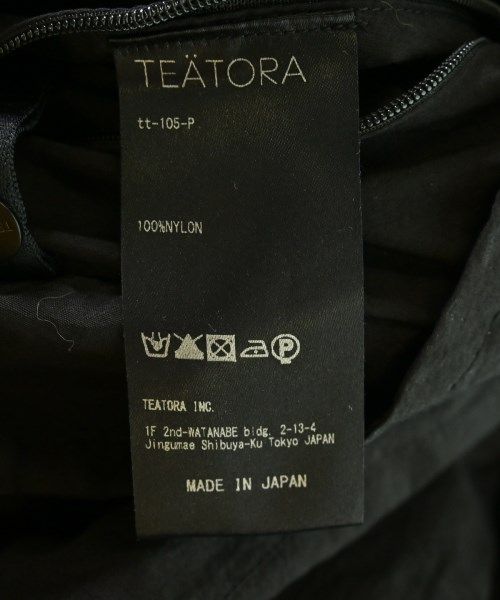 TEÄTORA
tt-105-P
100%NYLON
TEATORA INC.
1F 2nd-WATANABE bldg. 2-13-4
Jingumae Shibuya-Ku Tokyo JAPAN
MADE IN JAPAN